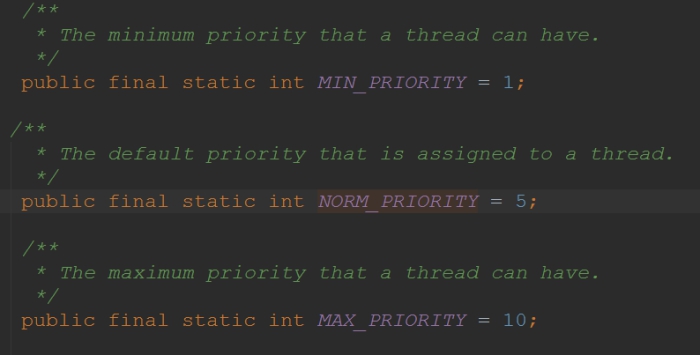 /**
* The minimum priority that a thread can have.
*/
public final static int MIN_PRIORITY = 1;
/**
* The default priority that is assigned to a thread.
*/
public final static int NORM_PRIORITY = 5;
/**
* The maximum priority that a thread can have.
*/
public final static int MAX_PRIORITY = 10;